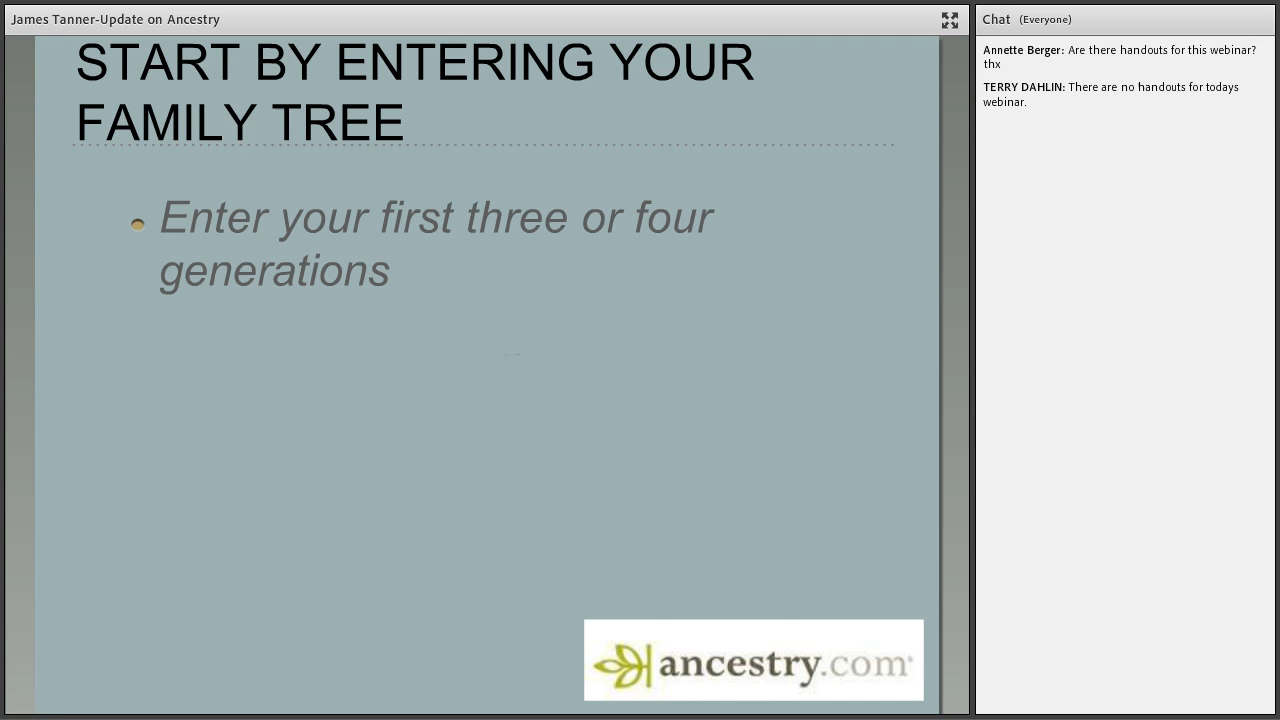 James Tanner-Update on Ancestry
START BY ENTERING YOUR
FAMILY TREE
Enter your first three or four
generations
ancestry.com®
Chat (Everyone)
Annette Berger: Are there handouts for this webinar?
thx
TERRY DAHLIN: There are no handouts for todays
webinar.